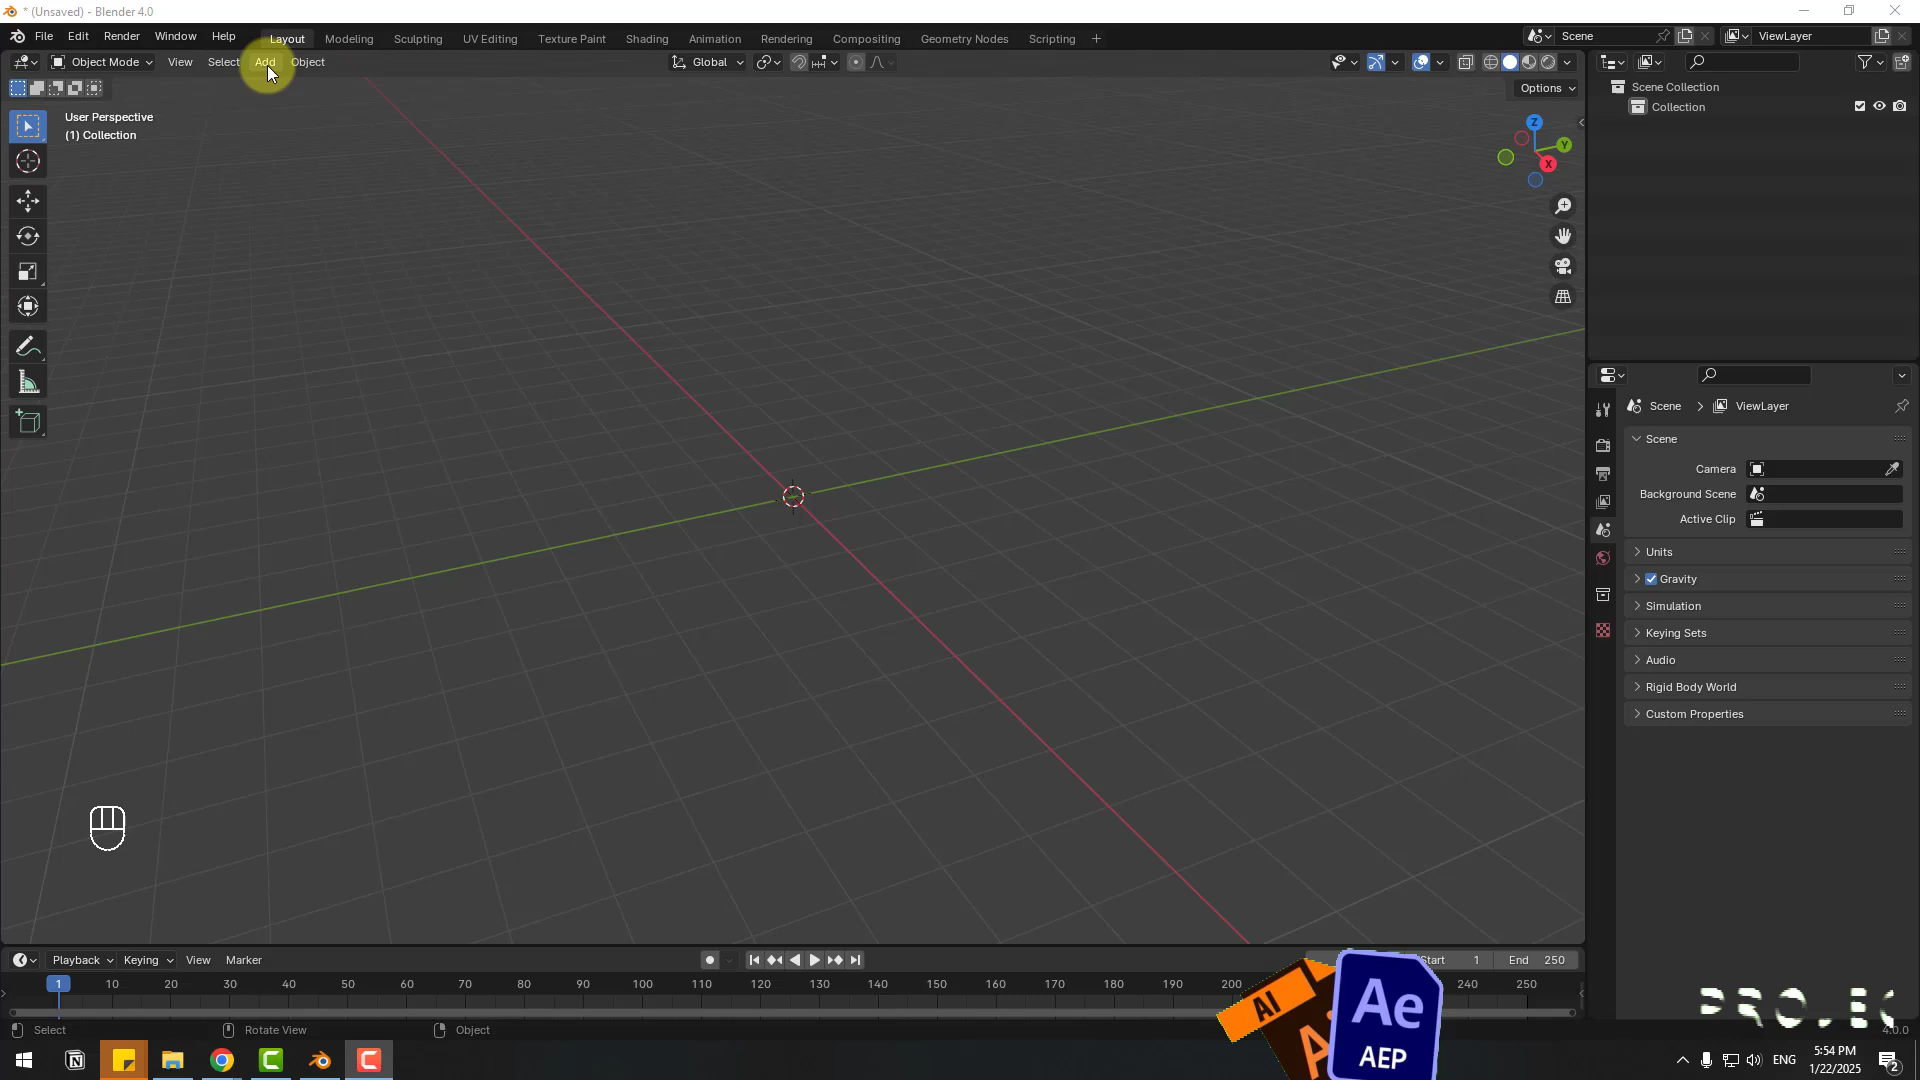 * (Unsaved) - Blender 4.0
File Edit Render Window Help Layout Modeling Sculpting UV Editing Texture Paint Shading Animation Rendering Compositing Geometry Nodes Scripting + Scene ViewLayer
Object Mode View Select Add Object Global
Options
User Perspective
(1) Collection
Z
Y
X
Scene Collection
Collection
Scene > ViewLayer
Scene
Camera
Background Scene
Active Clip
Units
Gravity
Simulation
Keying Sets
Audio
Rigid Body World
Custom Properties
Playback Keying View Marker Start 1 End 250
1 10 20 30 40 50 60 70 80 90 100 110 120 130 140 150 160 170 180 190 200 240 250
Select Rotate View Object 4.0.0
AI
Ae
AEP
ENG
5:54 PM
1/22/2025
2